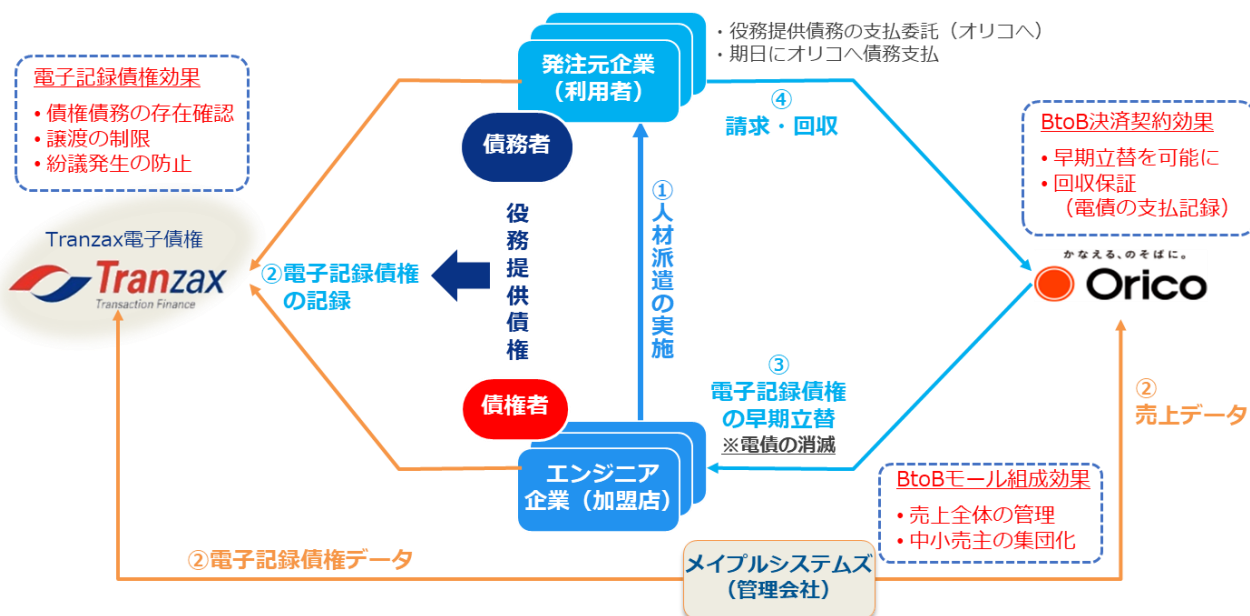 ・役務提供債務の支払委託（オリコへ）
・期日にオリコへ債務支払
発注元企業
（利用者）
電子記録債権効果
• 債権債務の存在確認
• 譲渡の制限
• 紛議発生の防止
④
請求・回収
BtoB決済契約効果
• 早期立替を可能に
• 回収保証
（電債の支払記録）
債務者
①人材派遣の実施
役務提供債権
Tranzax電子債権
Tranzax
Transaction Finance
②電子記録債権
の記録
かなえる、のそばに。
Orico
③
電子記録債権
の早期立替
※電債の消滅
債権者
②
売上データ
エンジニア
企業（加盟店）
BtoBモール組成効果
• 売上全体の管理
• 中小売主の集団化
②電子記録債権データ
メイプルシステムズ
（管理会社）